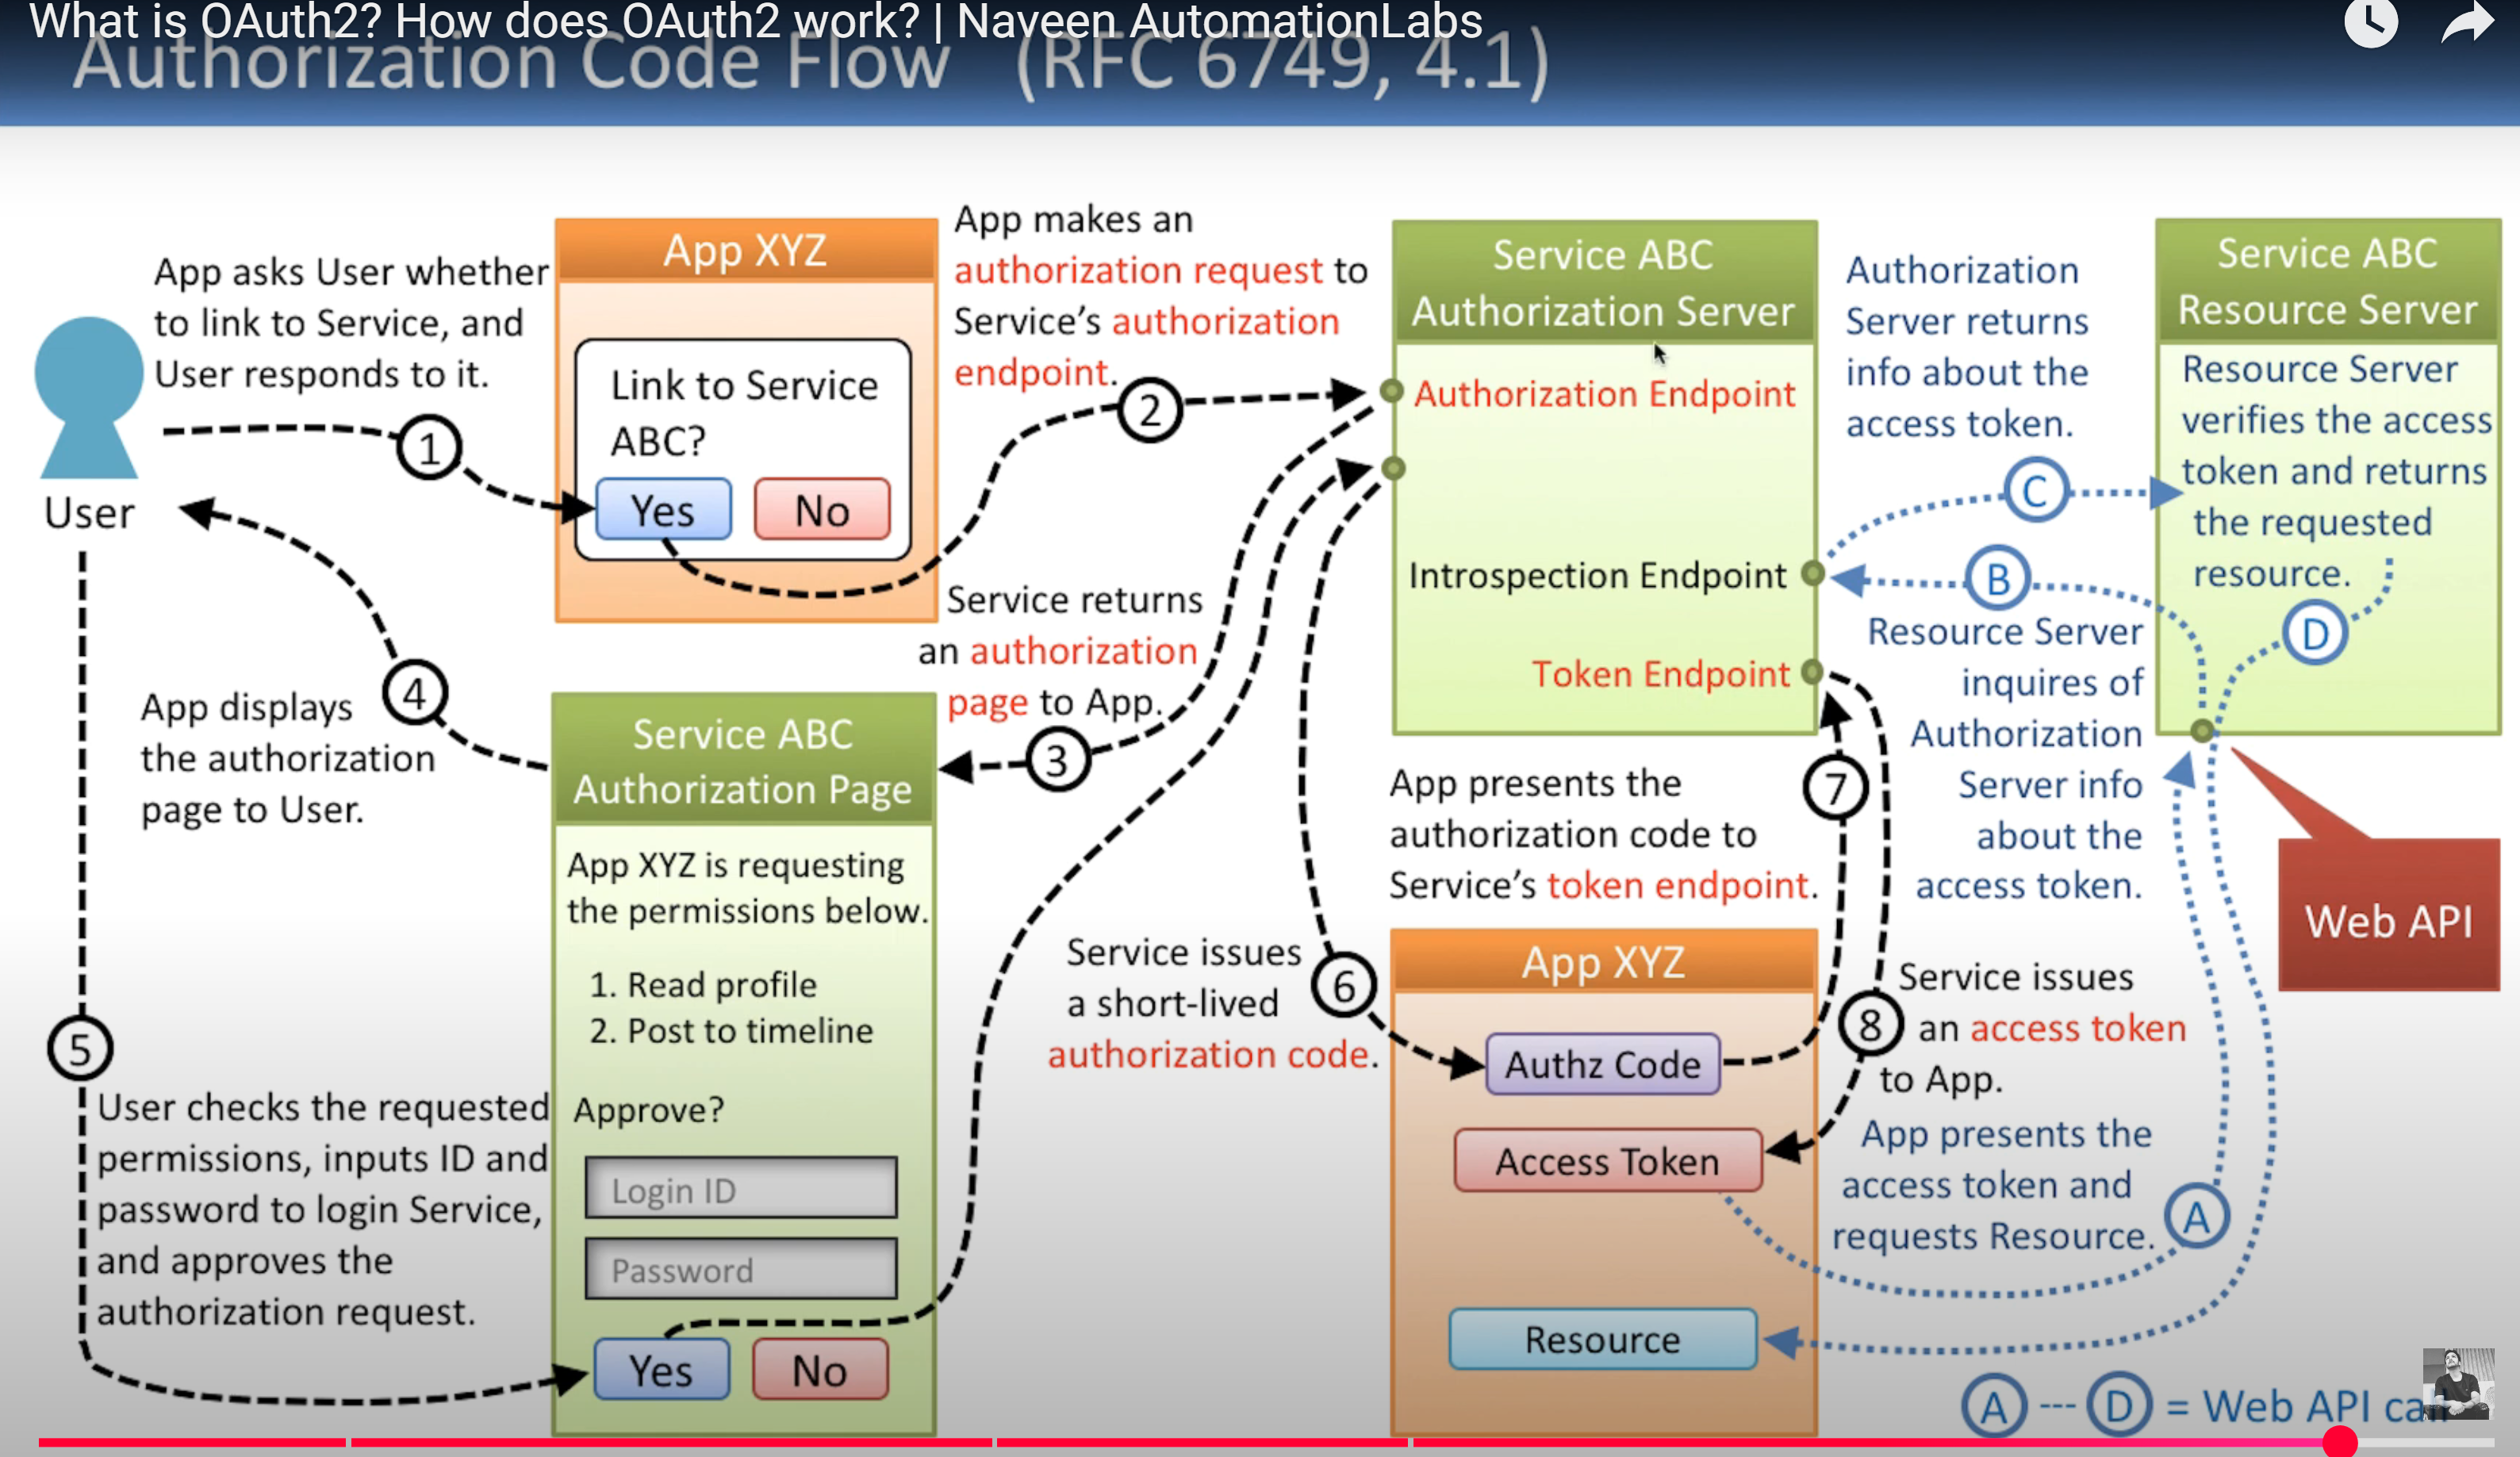 What is OAuth2? How does OAuth2 work? | Naveen AutomationLabs
Authorization Code Flow (RFC 6749, 4.1)
App asks User whether
to link to Service, and
User responds to it.
1
User
App XYZ
Link to Service
ABC?
Yes
No
App makes an
authorization request to
Service's authorization
endpoint.
2
Service ABC
Authorization Server
Authorization Endpoint
Introspection Endpoint
Token Endpoint
Authorization
Server returns
info about the
access token.
C
B
Service ABC
Resource Server
Resource Server
verifies the access
token and returns
the requested
resource.
D
Resource Server
inquires of
Authorization
Server info
about the
access token.
Web API
Service returns
an authorization
page to App.
3
4
App displays
the authorization
page to User.
Service ABC
Authorization Page
App XYZ is requesting
the permissions below.
1. Read profile
2. Post to timeline
Approve?
Login ID
Password
Yes
No
5
User checks the requested
permissions, inputs ID and
password to login Service,
and approves the
authorization request.
Service issues
a short-lived
authorization code.
6
App presents the
authorization code to
Service's token endpoint.
7
App XYZ
Authz Code
Access Token
Resource
8
Service issues
an access token
to App.
App presents the
access token and
requests Resource.
A
A --- D = Web API